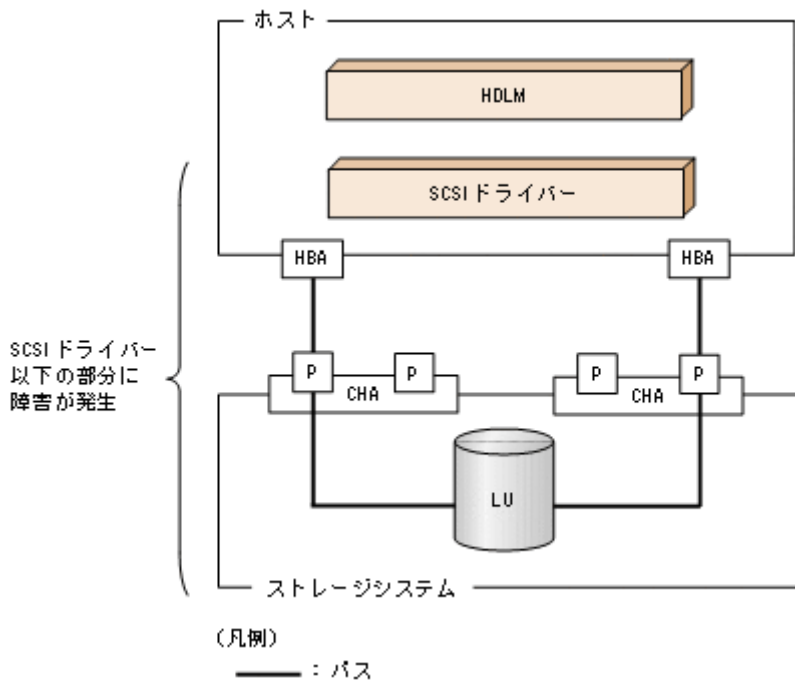 ホスト
HDLM
SCSIドライバー
HBA
HBA
SCSIドライバー
以下の部分に
障害が発生
P
P
CHA
P
P
CHA
LU
ストレージシステム
(凡例)
：パス